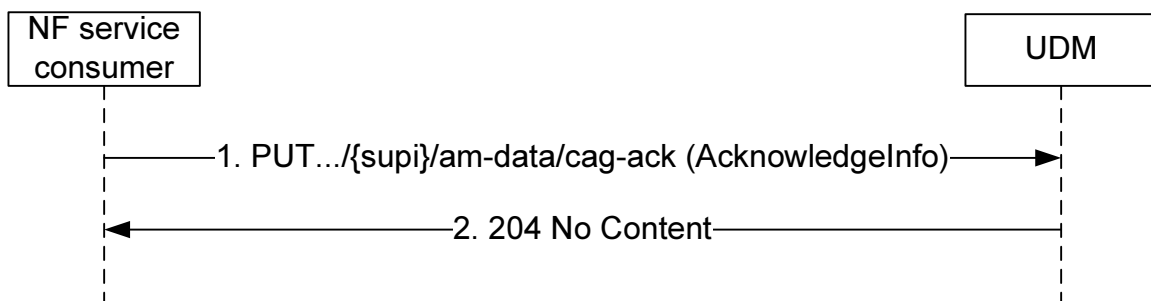 NF service
consumer
UDM
1. PUT.../{supi}/am-data/cag-ack (AcknowledgeInfo)
2. 204 No Content